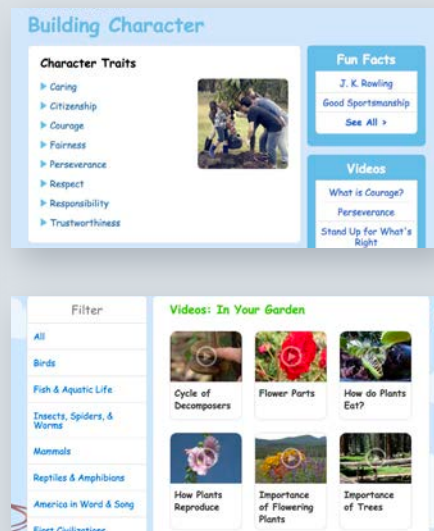 Building Character
Character Traits
Caring
Citizenship
Courage
Fairness
Perseverance
Respect
Responsibility
Trustworthiness
Fun Facts
J. K. Rowling
Good Sportsmanship
See All >
Videos
What is Courage?
Perseverance
Stand Up for What's
Right
Filter
All
Birds
Fish & Aquatic Life
Insects, Spiders, &
Worms
Mammals
Reptiles & Amphibians
America in Word & Song
First Civilizations
Videos: In Your Garden
Cycle of
Decomposers
Flower Parts
How do Plants
Eat?
How Plants
Reproduce
Importance
of Flowering
Plants
Importance
of Trees